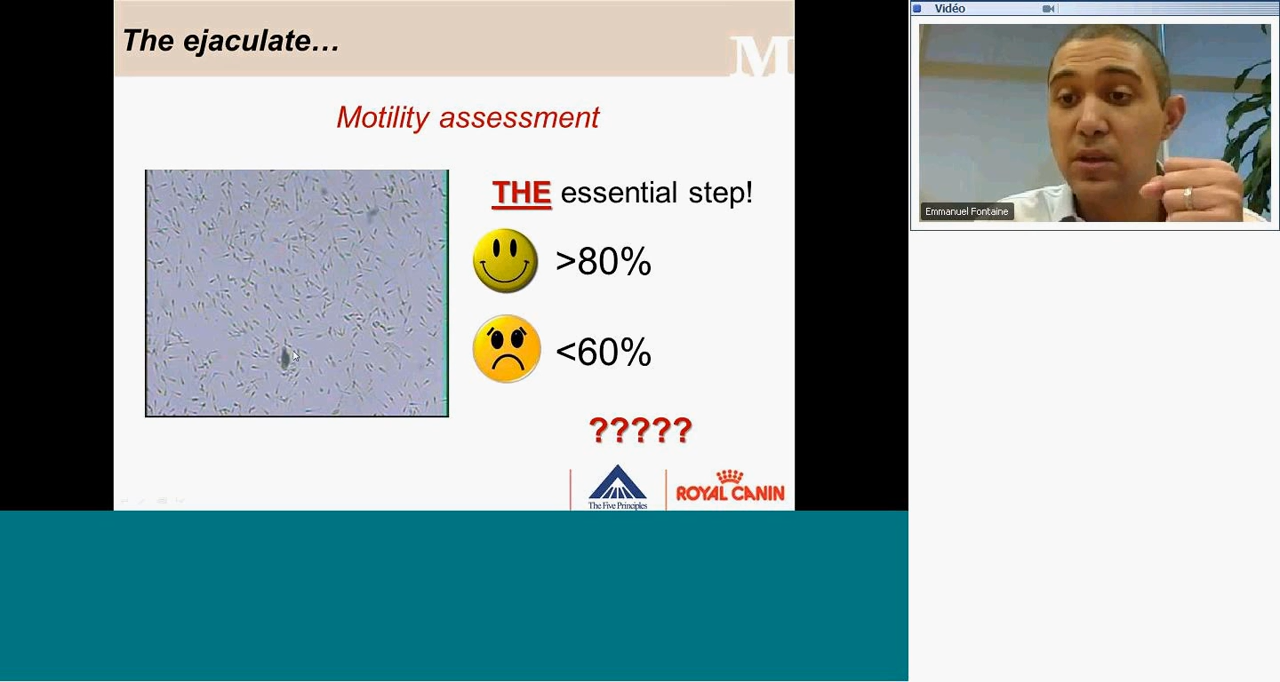 The ejaculate...
M
Motility assessment
THE essential step!
>80%
<60%
?????
The Five Principles
ROYAL CANIN
Vidéo
Emmanuel Fontaine